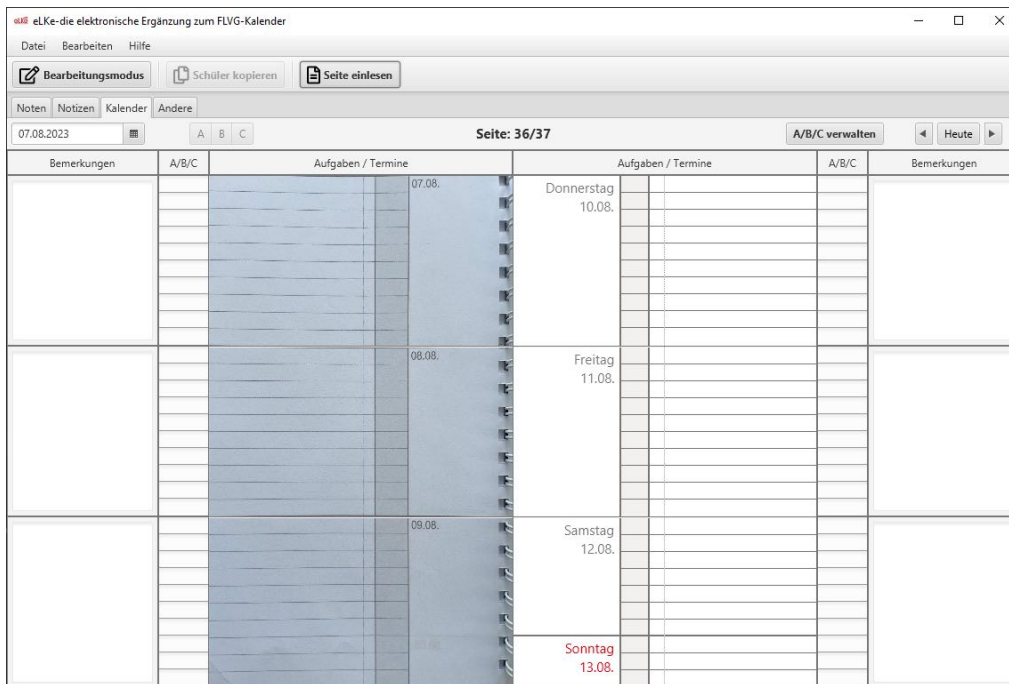 eLKe eLKe-die elektronische Ergänzung zum FLVG-Kalender
Datei Bearbeiten Hilfe
Bearbeitungsmodus Schüler kopieren Seite einlesen
Noten Notizen Kalender Andere
07.08.2023 A B C Seite: 36/37 A/B/C verwalten Heute
Bemerkungen A/B/C Aufgaben / Termine Aufgaben / Termine A/B/C Bemerkungen
07.08. Donnerstag
10.08.
08.08. Freitag
11.08.
09.08. Samstag
12.08.
Sonntag
13.08.